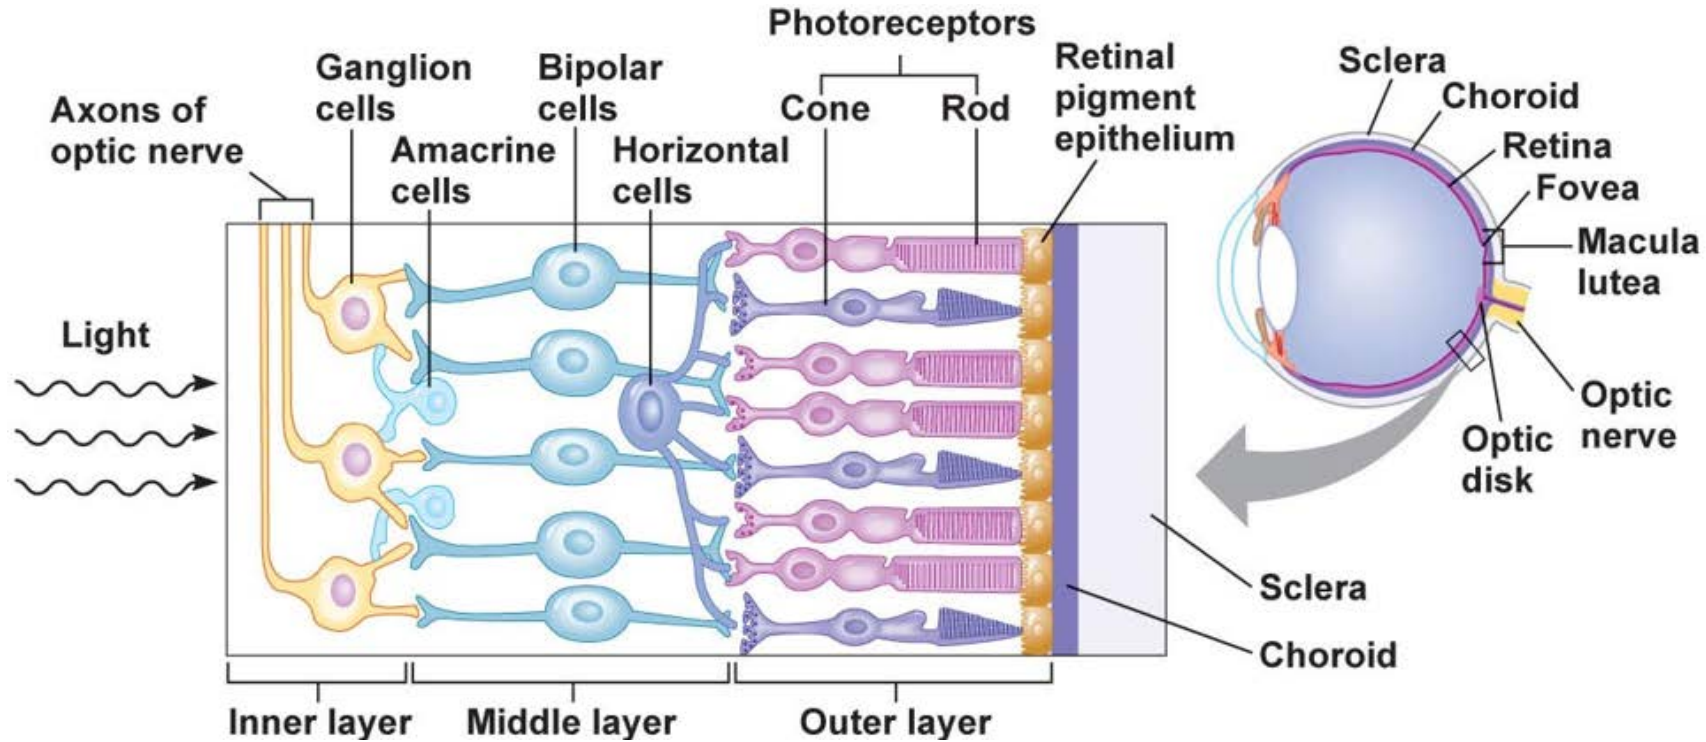 Photoreceptors
Ganglion
cells
Bipolar
cells
Retinal
pigment
epithelium
Axons of
optic nerve
Cone
Rod
Amacrine
cells
Horizontal
cells
Light
Inner layer
Middle layer
Outer layer
Sclera
Choroid
Retina
Fovea
Macula
lutea
Optic
nerve
Optic
disk
Sclera
Choroid